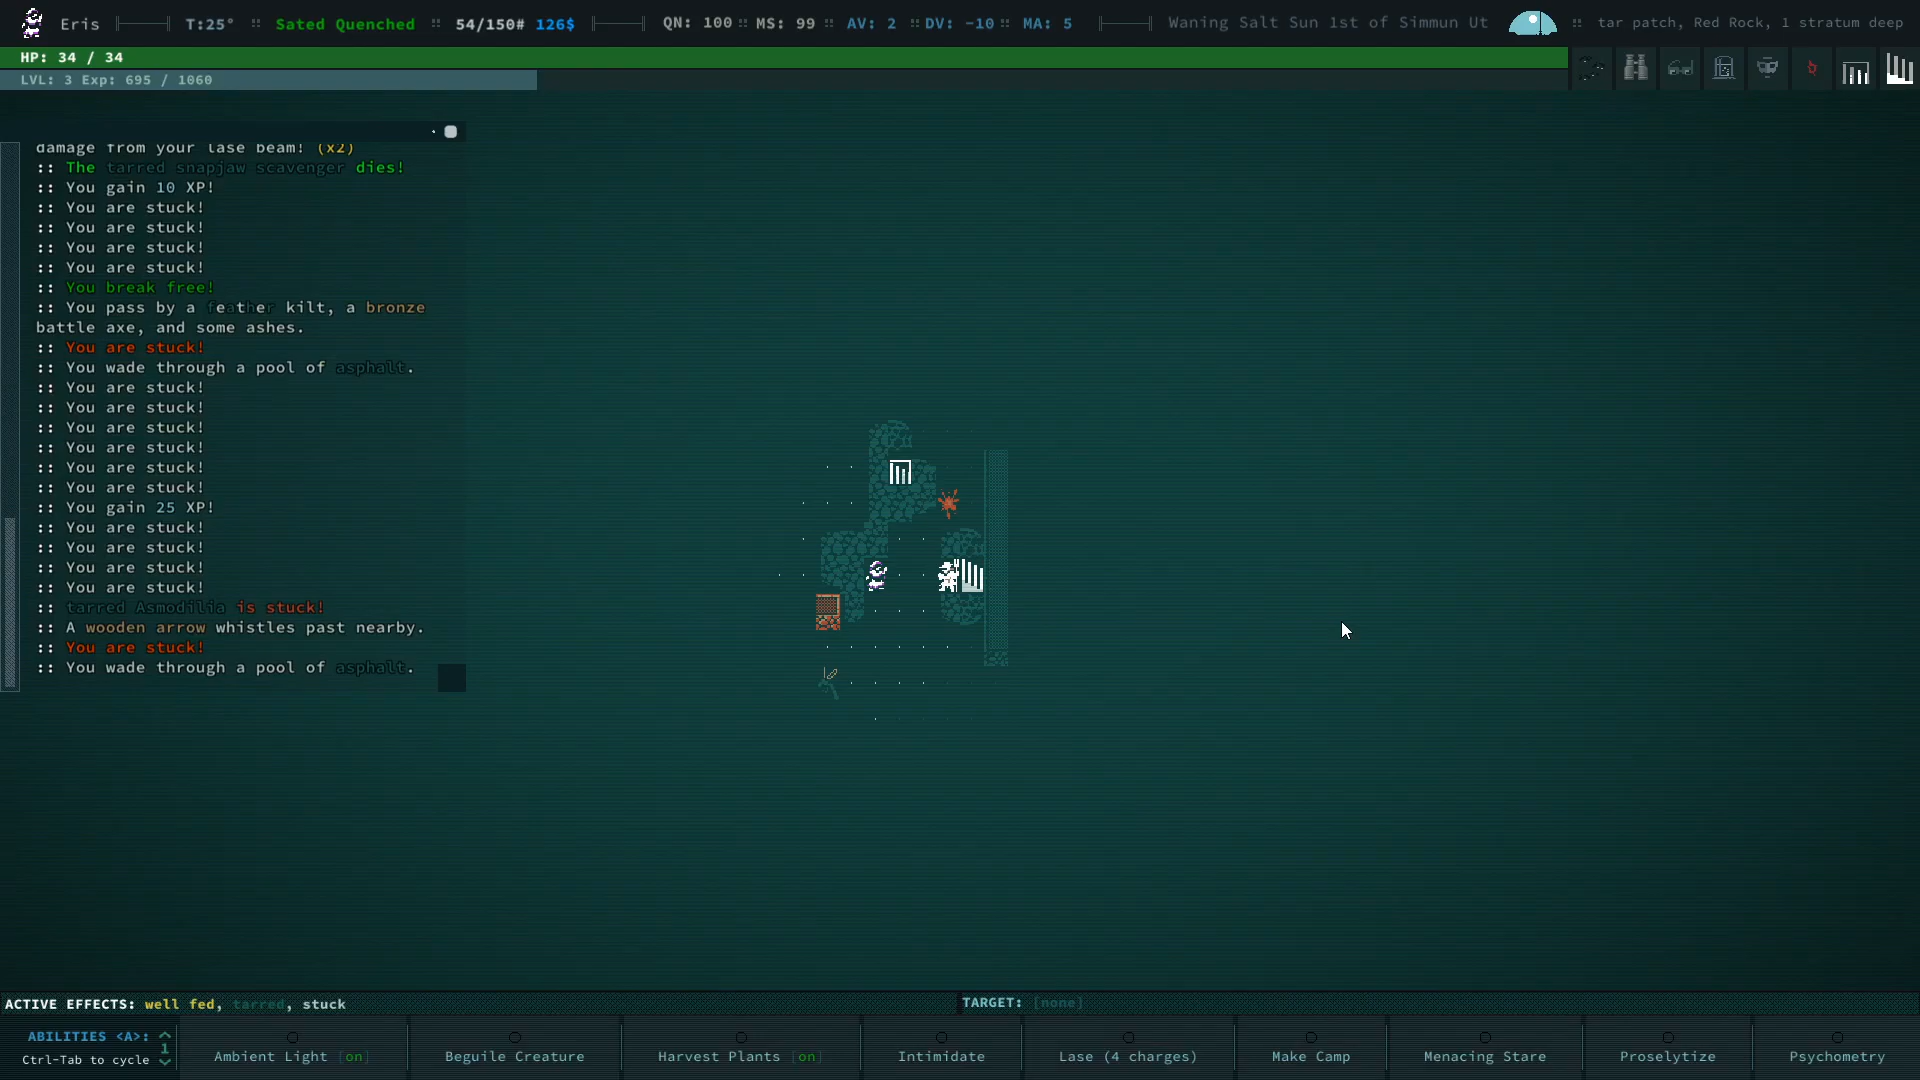 Eris T:25° :: Sated Quenched :: 54/150# 126$ QN: 100 :: MS: 99 :: AV: 2 :: DV: -10 :: MA: 5 Waning Salt Sun 1st of Simmun Ut :: tar patch, Red Rock, 1 stratum deep
HP: 34 / 34
LVL: 3 Exp: 695 / 1060
damage from your lase beam! (x2)
:: The tarred snapjaw scavenger dies!
:: You gain 10 XP!
:: You are stuck!
:: You are stuck!
:: You are stuck!
:: You are stuck!
:: You break free!
:: You pass by a feather kilt, a bronze
battle axe, and some ashes.
:: You are stuck!
:: You wade through a pool of asphalt.
:: You are stuck!
:: You are stuck!
:: You are stuck!
:: You are stuck!
:: You are stuck!
:: You are stuck!
:: You gain 25 XP!
:: You are stuck!
:: You are stuck!
:: You are stuck!
:: You are stuck!
:: tarred Asmodilia is stuck!
:: A wooden arrow whistles past nearby.
:: You are stuck!
:: You wade through a pool of asphalt.
ACTIVE EFFECTS: well fed, tarred, stuck TARGET: [none]
ABILITIES <A>:
1
Ctrl-Tab to cycle
Ambient Light [on] Beguile Creature Harvest Plants [on] Intimidate Lase (4 charges) Make Camp Menacing Stare Proselytize Psychometry